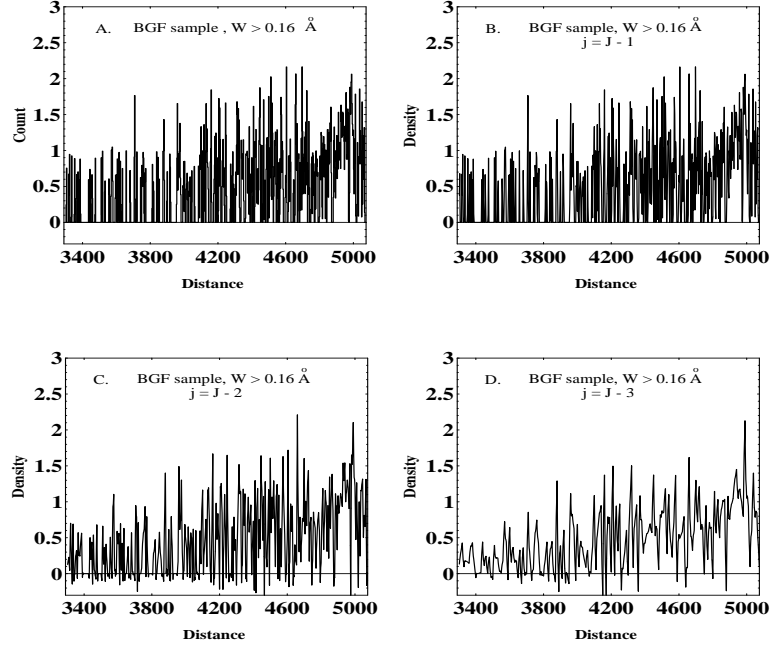 3
A. BGF sample , W > 0.16 Å
2.5
2
Count
1.5
1
0.5
0
3400 3800 4200 4600 5000
Distance
3
B. BGF sample, W > 0.16 Å
j = J - 1
2.5
2
Density
1.5
1
0.5
0
3400 3800 4200 4600 5000
Distance
3
C. BGF sample, W > 0.16 Å
j = J - 2
2.5
2
Density
1.5
1
0.5
0
3400 3800 4200 4600 5000
Distance
3
D. BGF sample, W > 0.16 Å
j = J - 3
2.5
2
Density
1.5
1
0.5
0
3400 3800 4200 4600 5000
Distance